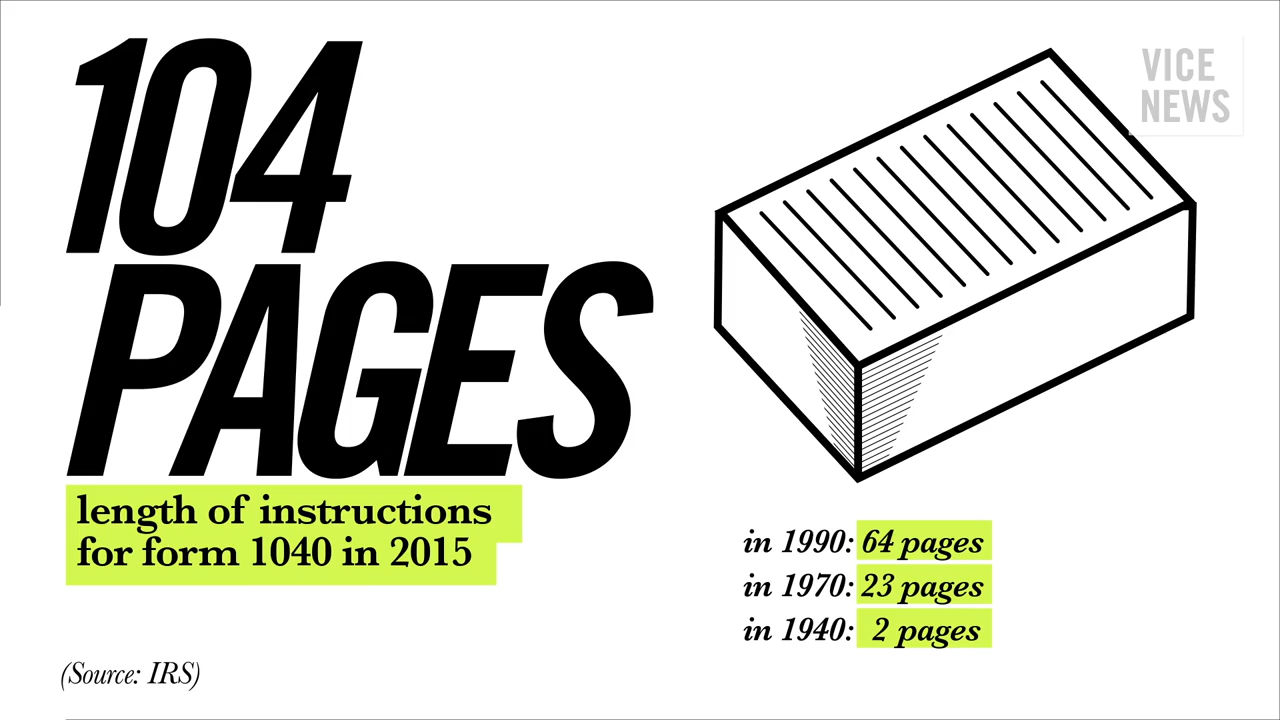 104
PAGES
length of instructions
for form 1040 in 2015
(Source: IRS)
VICE
NEWS
in 1990: 64 pages
in 1970: 23 pages
in 1940: 2 pages